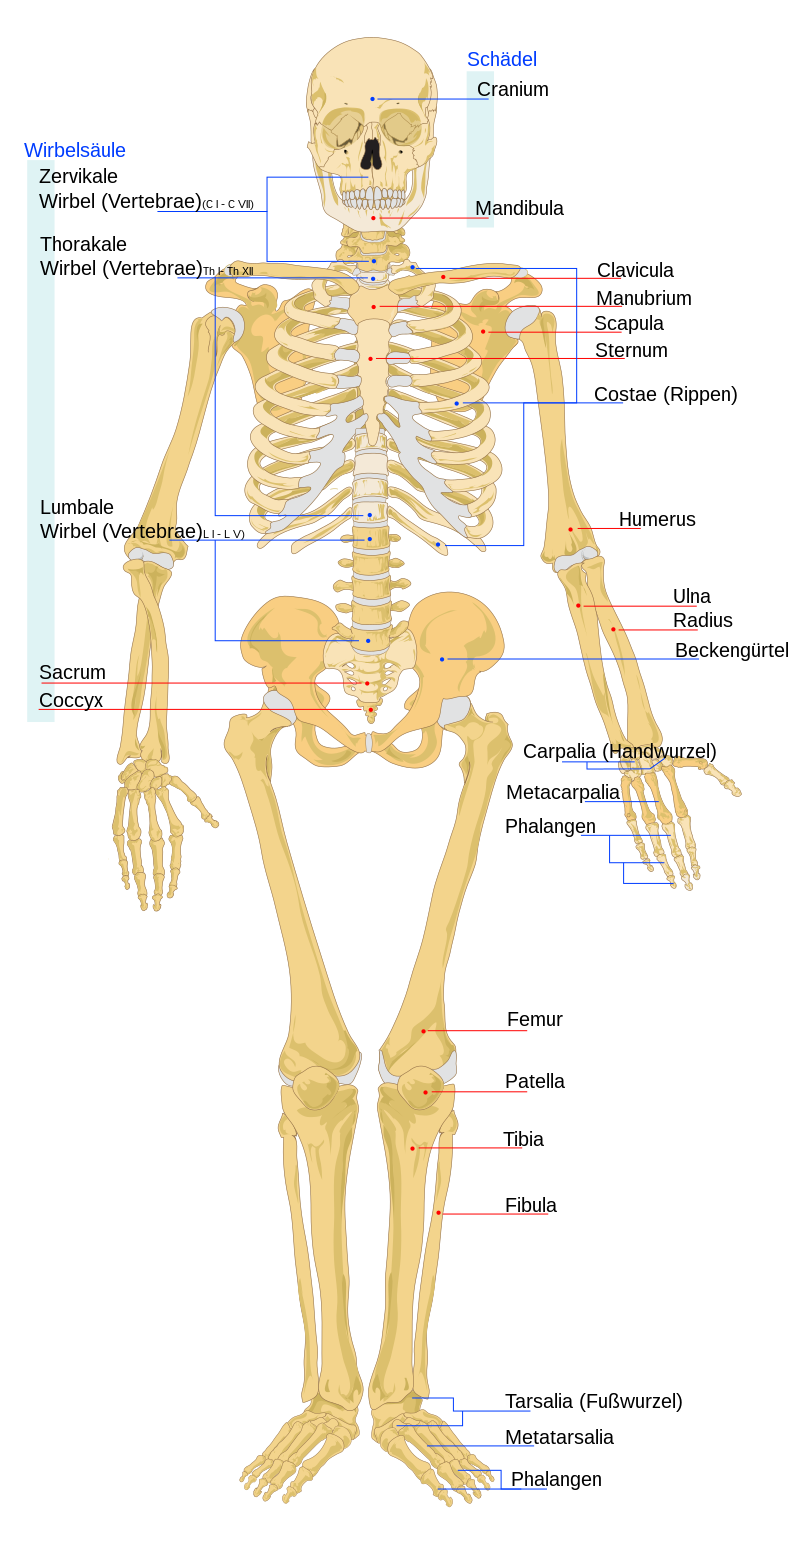 Schädel
Cranium
Wirbelsäule
Zervikale
Wirbel (Vertebrae)(C I - C VII)
Mandibula
Thorakale
Wirbel (Vertebrae)Th I- Th XII
Clavicula
Manubrium
Scapula
Sternum
Costae (Rippen)
Lumbale
Wirbel (Vertebrae)(L I - L V)
Humerus
Ulna
Radius
Beckengürtel
Sacrum
Coccyx
Carpalia (Handwurzel)
Metacarpalia
Phalangen
Femur
Patella
Tibia
Fibula
Tarsalia (Fußwurzel)
Metatarsalia
Phalangen